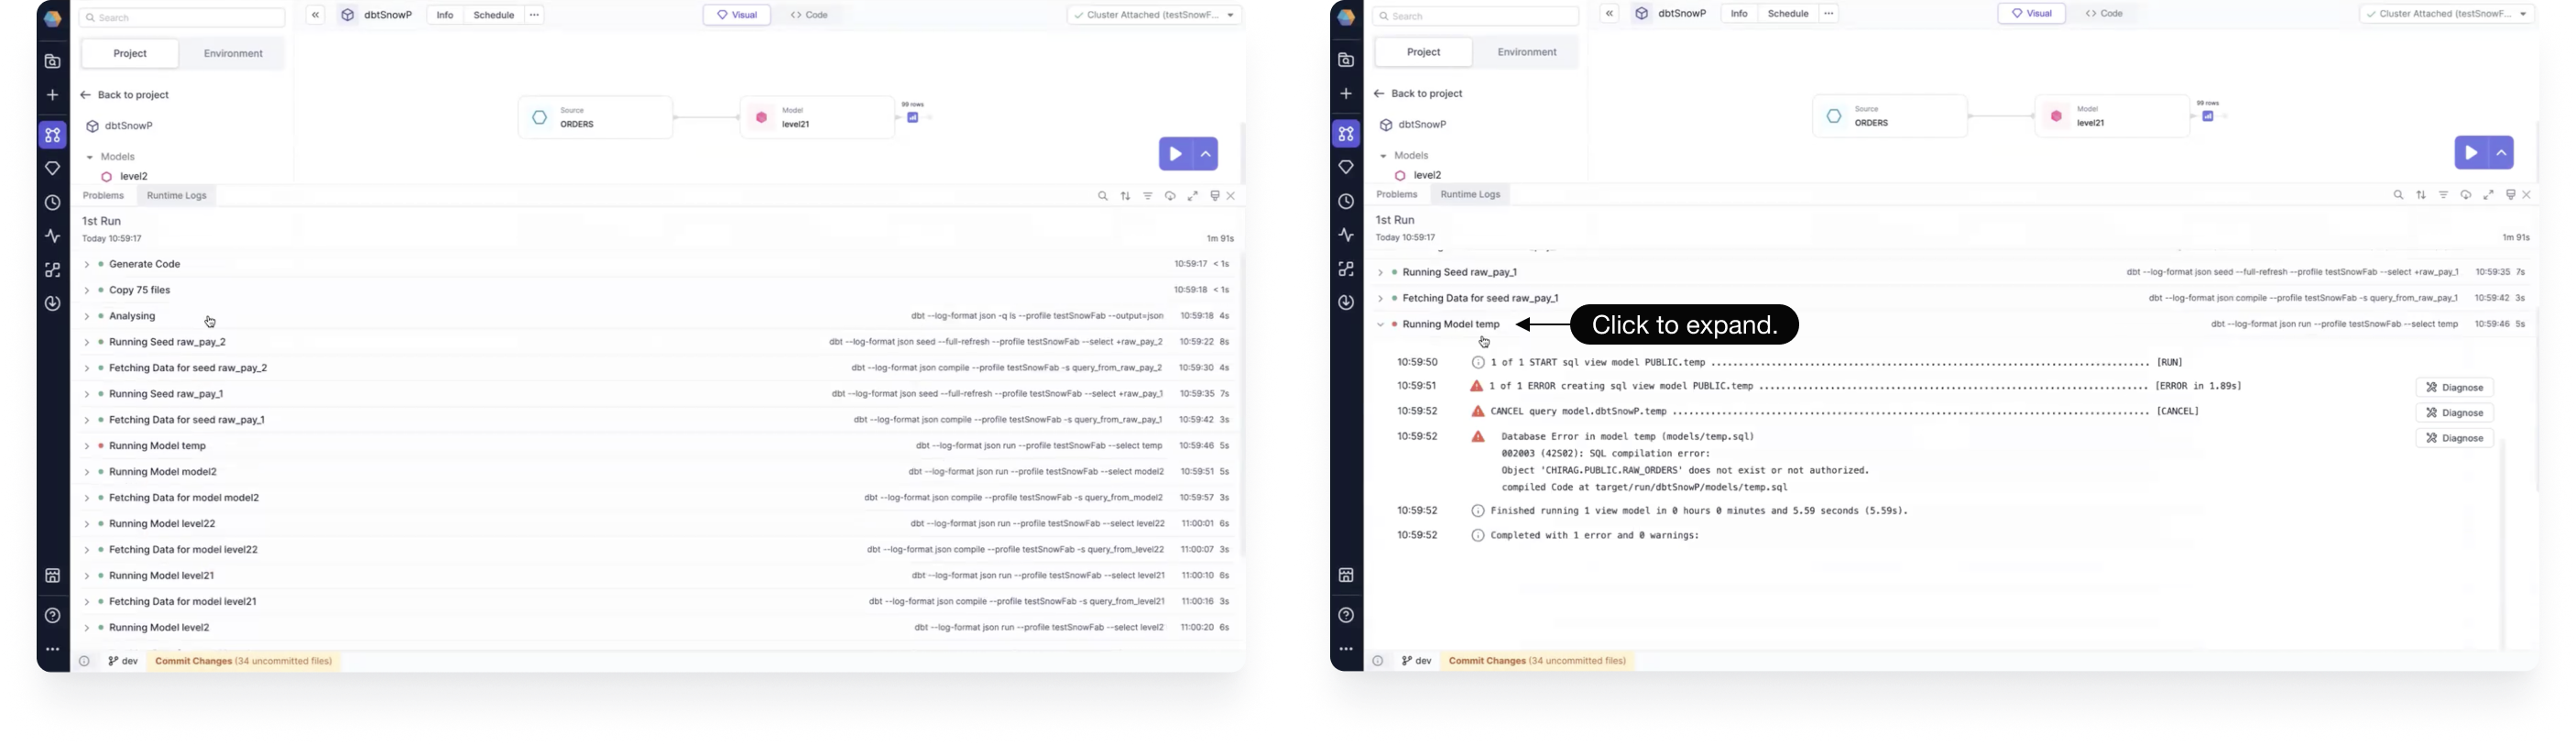 Search
dbtSnowP Info Schedule ··· Visual <> Code Cluster Attached (testSnowF...
Project Environment
Back to project
dbtSnowP
Models
level2
Source
ORDERS
Model
level21
99 rows
Problems Runtime Logs
1st Run
Today 10:59:17 1m 91s
Generate Code 10:59:17 < 1s
Copy 75 files 10:59:18 < 1s
Analysing dbt --log-format json -q ls --profile testSnowFab --output=json 10:59:18 4s
Running Seed raw_pay_2 dbt --log-format json seed --full-refresh --profile testSnowFab --select +raw_pay_2 10:59:22 8s
Fetching Data for seed raw_pay_2 dbt --log-format json compile --profile testSnowFab -s query_from_raw_pay_2 10:59:30 4s
Running Seed raw_pay_1 dbt --log-format json seed --full-refresh --profile testSnowFab --select +raw_pay_1 10:59:35 7s
Fetching Data for seed raw_pay_1 dbt --log-format json compile --profile testSnowFab -s query_from_raw_pay_1 10:59:42 3s
Running Model temp dbt --log-format json run --profile testSnowFab --select temp 10:59:46 5s
Running Model model2 dbt --log-format json run --profile testSnowFab --select model2 10:59:51 5s
Fetching Data for model model2 dbt --log-format json compile --profile testSnowFab -s query_from_model2 10:59:57 3s
Running Model level22 dbt --log-format json run --profile testSnowFab --select level22 11:00:01 6s
Fetching Data for model level22 dbt --log-format json compile --profile testSnowFab -s query_from_level22 11:00:07 3s
Running Model level21 dbt --log-format json run --profile testSnowFab --select level21 11:00:10 6s
Fetching Data for model level21 dbt --log-format json compile --profile testSnowFab -s query_from_level21 11:00:16 3s
Running Model level2 dbt --log-format json run --profile testSnowFab --select level2 11:00:20 6s
dev Commit Changes (34 uncommitted files)
Search
dbtSnowP Info Schedule ··· Visual <> Code Cluster Attached (testSnowF...
Project Environment
Back to project
dbtSnowP
Models
level2
Source
ORDERS
Model
level21
99 rows
Problems Runtime Logs
1st Run
Today 10:59:17 1m 91s
Running Seed raw_pay_1 dbt --log-format json seed --full-refresh --profile testSnowFab --select +raw_pay_1 10:59:35 7s
Fetching Data for seed raw_pay_1 dbt --log-format json compile --profile testSnowFab -s query_from_raw_pay_1 10:59:42 3s
Running Model temp Click to expand. dbt --log-format json run --profile testSnowFab --select temp 10:59:46 5s
10:59:50 1 of 1 START sql view model PUBLIC.temp ........................................................................ [RUN]
10:59:51 1 of 1 ERROR creating sql view model PUBLIC.temp ................................................................ [ERROR in 1.89s] Diagnose
10:59:52 CANCEL query model.dbtSnowP.temp ............................................................................... [CANCEL] Diagnose
10:59:52 Database Error in model temp (models/temp.sql) Diagnose
002003 (42502): SQL compilation error:
Object 'CHIRAG.PUBLIC.RAW_ORDERS' does not exist or not authorized.
compiled Code at target/run/dbtSnowP/models/temp.sql
10:59:52 Finished running 1 view model in 0 hours 0 minutes and 5.59 seconds (5.59s).
10:59:52 Completed with 1 error and 0 warnings:
dev Commit Changes (34 uncommitted files)